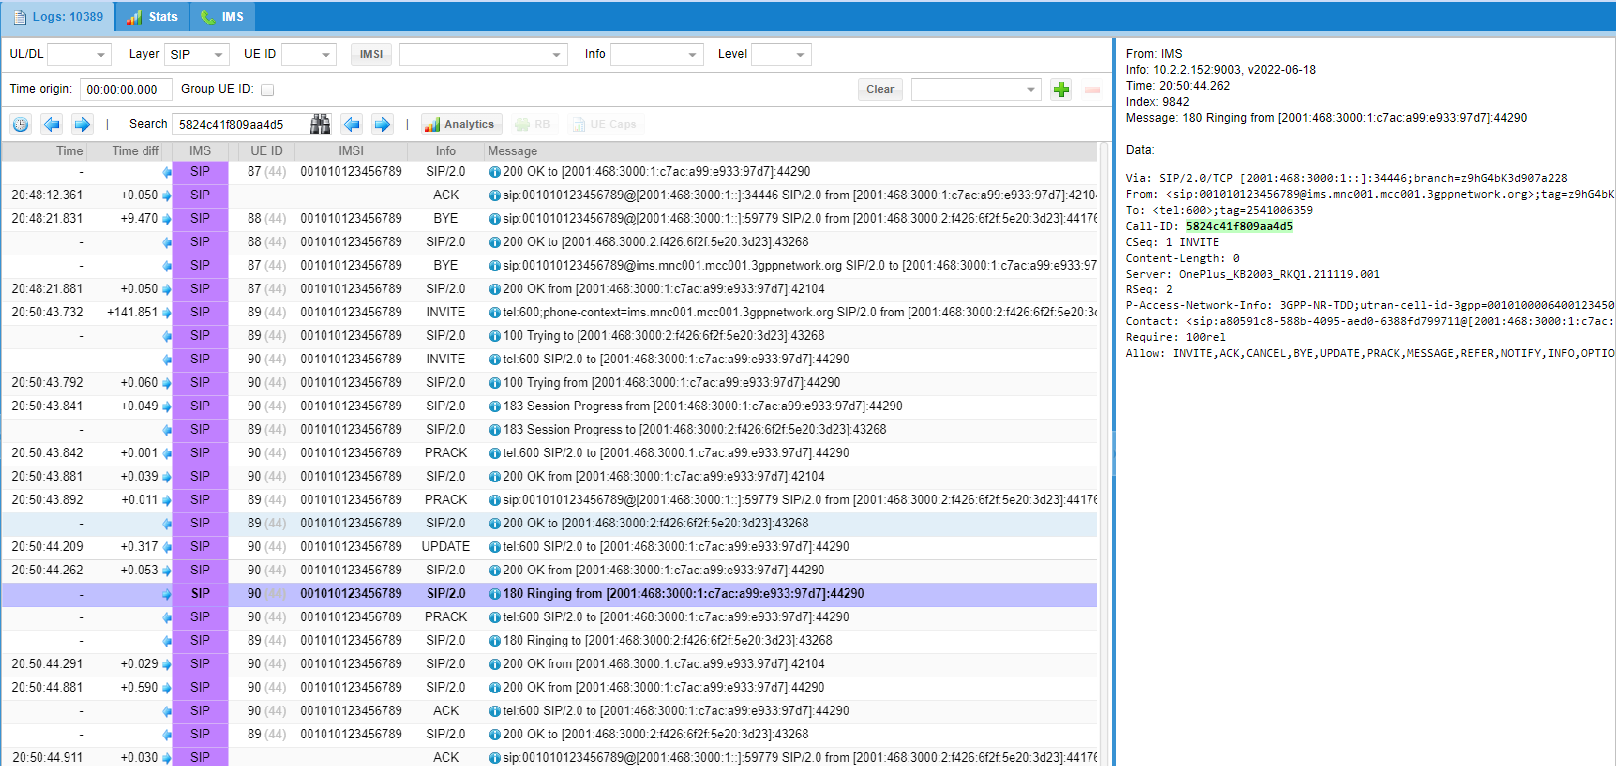 Logs: 10389 Stats IMS
UL/DL Layer SIP UE ID IMSI Info Level
Time origin: 00:00:00.000 Group UE ID: Clear
Search 5824c41f809aa4d5 Analytics RB UE Caps
Time Time diff IMS UE ID IMSI Info Message
- SIP 87 (44) 001010123456789 SIP/2.0 200 OK to [2001:468:3000:1:c7ac:a99:e933:97d7]:44290
20:48:12.361 +0.050 SIP ACK sip:001010123456789@[2001:468:3000:1::]:34446 SIP/2.0 from [2001:468:3000:1:c7ac:a99:e933:97d7]:42104
20:48:21.831 +9.470 SIP 88 (44) 001010123456789 BYE sip:001010123456789@[2001:468:3000:1::]:59779 SIP/2.0 from [2001:468:3000:2:f426:6f2f:5e20:3d23]:44176
- SIP 88 (44) 001010123456789 SIP/2.0 200 OK to [2001:468:3000:2:f426:6f2f:5e20:3d23]:43268
- SIP 87 (44) 001010123456789 BYE sip:001010123456789@ims.mnc001.mcc001.3gppnetwork.org SIP/2.0 to [2001:468:3000:1:c7ac:a99:e933:97
20:48:21.881 +0.050 SIP 87 (44) 001010123456789 SIP/2.0 200 OK from [2001:468:3000:1:c7ac:a99:e933:97d7]:42104
20:50:43.732 +141.851 SIP 89 (44) 001010123456789 INVITE tel:600;phone-context=ims.mnc001.mcc001.3gppnetwork.org SIP/2.0 from [2001:468:3000:2:f426:6f2f:5e20:3d
- SIP 89 (44) 001010123456789 SIP/2.0 100 Trying to [2001:468:3000:2:f426:6f2f:5e20:3d23]:43268
- SIP 90 (44) 001010123456789 INVITE tel:600 SIP/2.0 to [2001:468:3000:1:c7ac:a99:e933:97d7]:44290
20:50:43.792 +0.060 SIP 90 (44) 001010123456789 SIP/2.0 100 Trying from [2001:468:3000:1:c7ac:a99:e933:97d7]:44290
20:50:43.841 +0.049 SIP 90 (44) 001010123456789 SIP/2.0 183 Session Progress from [2001:468:3000:1:c7ac:a99:e933:97d7]:44290
- SIP 89 (44) 001010123456789 SIP/2.0 183 Session Progress to [2001:468:3000:2:f426:6f2f:5e20:3d23]:43268
20:50:43.842 +0.001 SIP 90 (44) 001010123456789 PRACK tel:600 SIP/2.0 to [2001:468:3000:1:c7ac:a99:e933:97d7]:44290
20:50:43.881 +0.039 SIP 90 (44) 001010123456789 SIP/2.0 200 OK from [2001:468:3000:1:c7ac:a99:e933:97d7]:42104
20:50:43.892 +0.011 SIP 89 (44) 001010123456789 PRACK sip:001010123456789@[2001:468:3000:1::]:59779 SIP/2.0 from [2001:468:3000:2:f426:6f2f:5e20:3d23]:44176
- SIP 89 (44) 001010123456789 SIP/2.0 200 OK to [2001:468:3000:2:f426:6f2f:5e20:3d23]:43268
20:50:44.209 +0.317 SIP 90 (44) 001010123456789 UPDATE tel:600 SIP/2.0 to [2001:468:3000:1:c7ac:a99:e933:97d7]:44290
20:50:44.262 +0.053 SIP 90 (44) 001010123456789 SIP/2.0 200 OK from [2001:468:3000:1:c7ac:a99:e933:97d7]:44290
- SIP 90 (44) 001010123456789 SIP/2.0 180 Ringing from [2001:468:3000:1:c7ac:a99:e933:97d7]:44290
- SIP 90 (44) 001010123456789 PRACK tel:600 SIP/2.0 to [2001:468:3000:1:c7ac:a99:e933:97d7]:44290
- SIP 89 (44) 001010123456789 SIP/2.0 180 Ringing to [2001:468:3000:2:f426:6f2f:5e20:3d23]:43268
20:50:44.291 +0.029 SIP 90 (44) 001010123456789 SIP/2.0 200 OK from [2001:468:3000:1:c7ac:a99:e933:97d7]:42104
20:50:44.881 +0.590 SIP 90 (44) 001010123456789 SIP/2.0 200 OK from [2001:468:3000:1:c7ac:a99:e933:97d7]:44290
- SIP 90 (44) 001010123456789 ACK tel:600 SIP/2.0 to [2001:468:3000:1:c7ac:a99:e933:97d7]:44290
- SIP 89 (44) 001010123456789 SIP/2.0 200 OK to [2001:468:3000:2:f426:6f2f:5e20:3d23]:43268
20:50:44.911 +0.030 SIP ACK sip:001010123456789@[2001:468:3000:1::]:59779 SIP/2.0 from [2001:468:3000:2:f426:6f2f:5e20:3d23]:44176
From: IMS
Info: 10.2.2.152:9003, v2022-06-18
Time: 20:50:44.262
Index: 9842
Message: 180 Ringing from [2001:468:3000:1:c7ac:a99:e933:97d7]:44290
Data:
Via: SIP/2.0/TCP [2001:468:3000:1::]:34446;branch=z9hG4bK3d907a228
From: <sip:001010123456789@ims.mnc001.mcc001.3gppnetwork.org>;tag=z9hG4bK
To: <tel:600>;tag=2541006359
Call-ID: 5824c41f809aa4d5
CSeq: 1 INVITE
Content-Length: 0
Server: OnePlus_KB2003_RKQ1.211119.001
RSeq: 2
P-Access-Network-Info: 3GPP-NR-TDD;utran-cell-id-3gpp=0010100006400123450
Contact: <sip:a80591c8-588b-4095-aed0-6388fd799711@[2001:468:3000:1:c7ac:
Require: 100rel
Allow: INVITE,ACK,CANCEL,BYE,UPDATE,PRACK,MESSAGE,REFER,NOTIFY,INFO,OPTIO